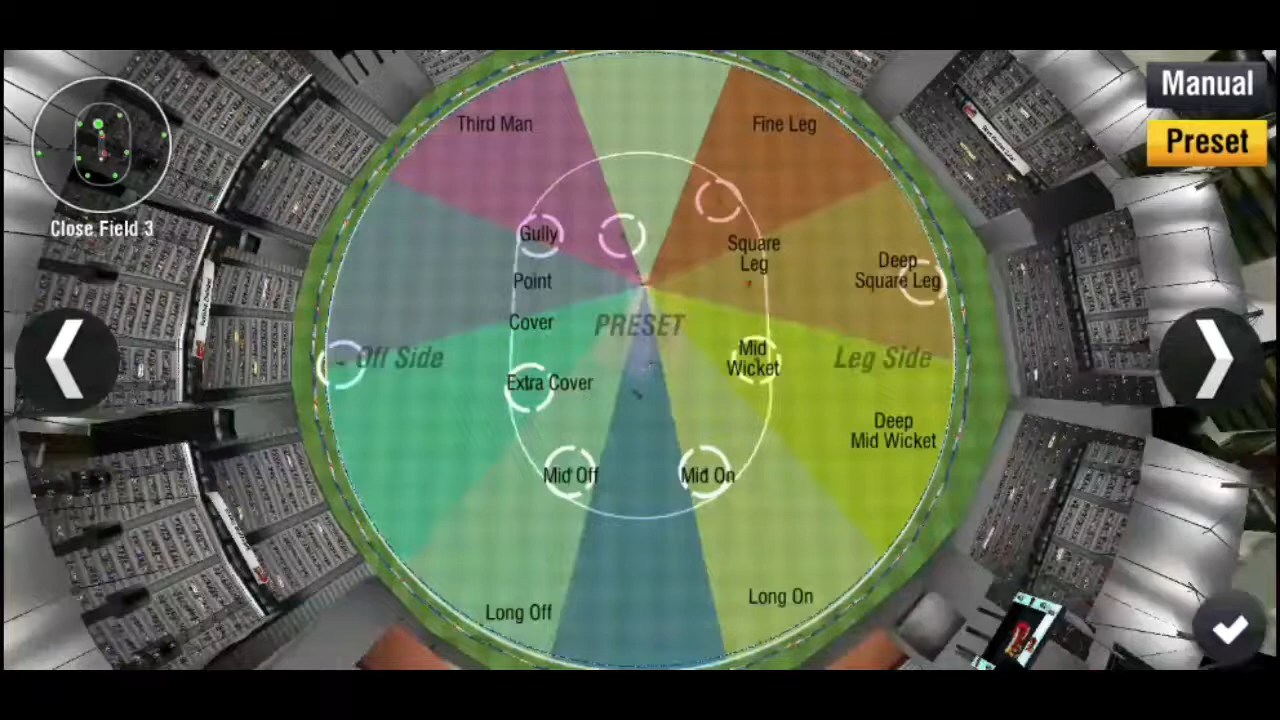 Manual
Preset
Third Man
Fine Leg
Close Field 3
Gully
Square
Leg
Deep
Square Leg
Point
Cover
PRESET
Off Side
Mid
Wicket
Leg Side
Extra Cover
Deep
Mid Wicket
Mid Off
Mid On
Long Off
Long On